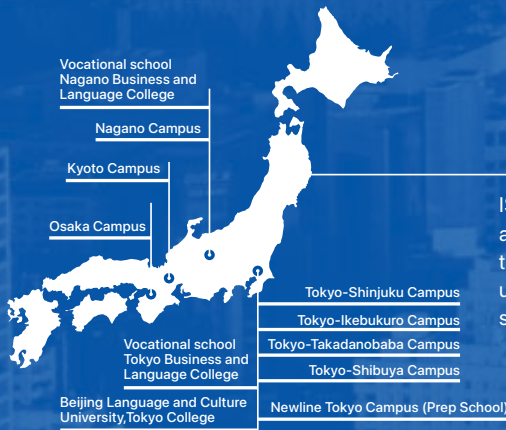 Vocational school
Nagano Business and
Language College
Nagano Campus
Kyoto Campus
Osaka Campus
Tokyo-Shinjuku Campus
Tokyo-Ikebukuro Campus
Tokyo-Takadanobaba Campus
Tokyo-Shibuya Campus
Vocational school
Tokyo Business and
Language College
Beijing Language and Culture
University,Tokyo College
Newline Tokyo Campus (Prep School)